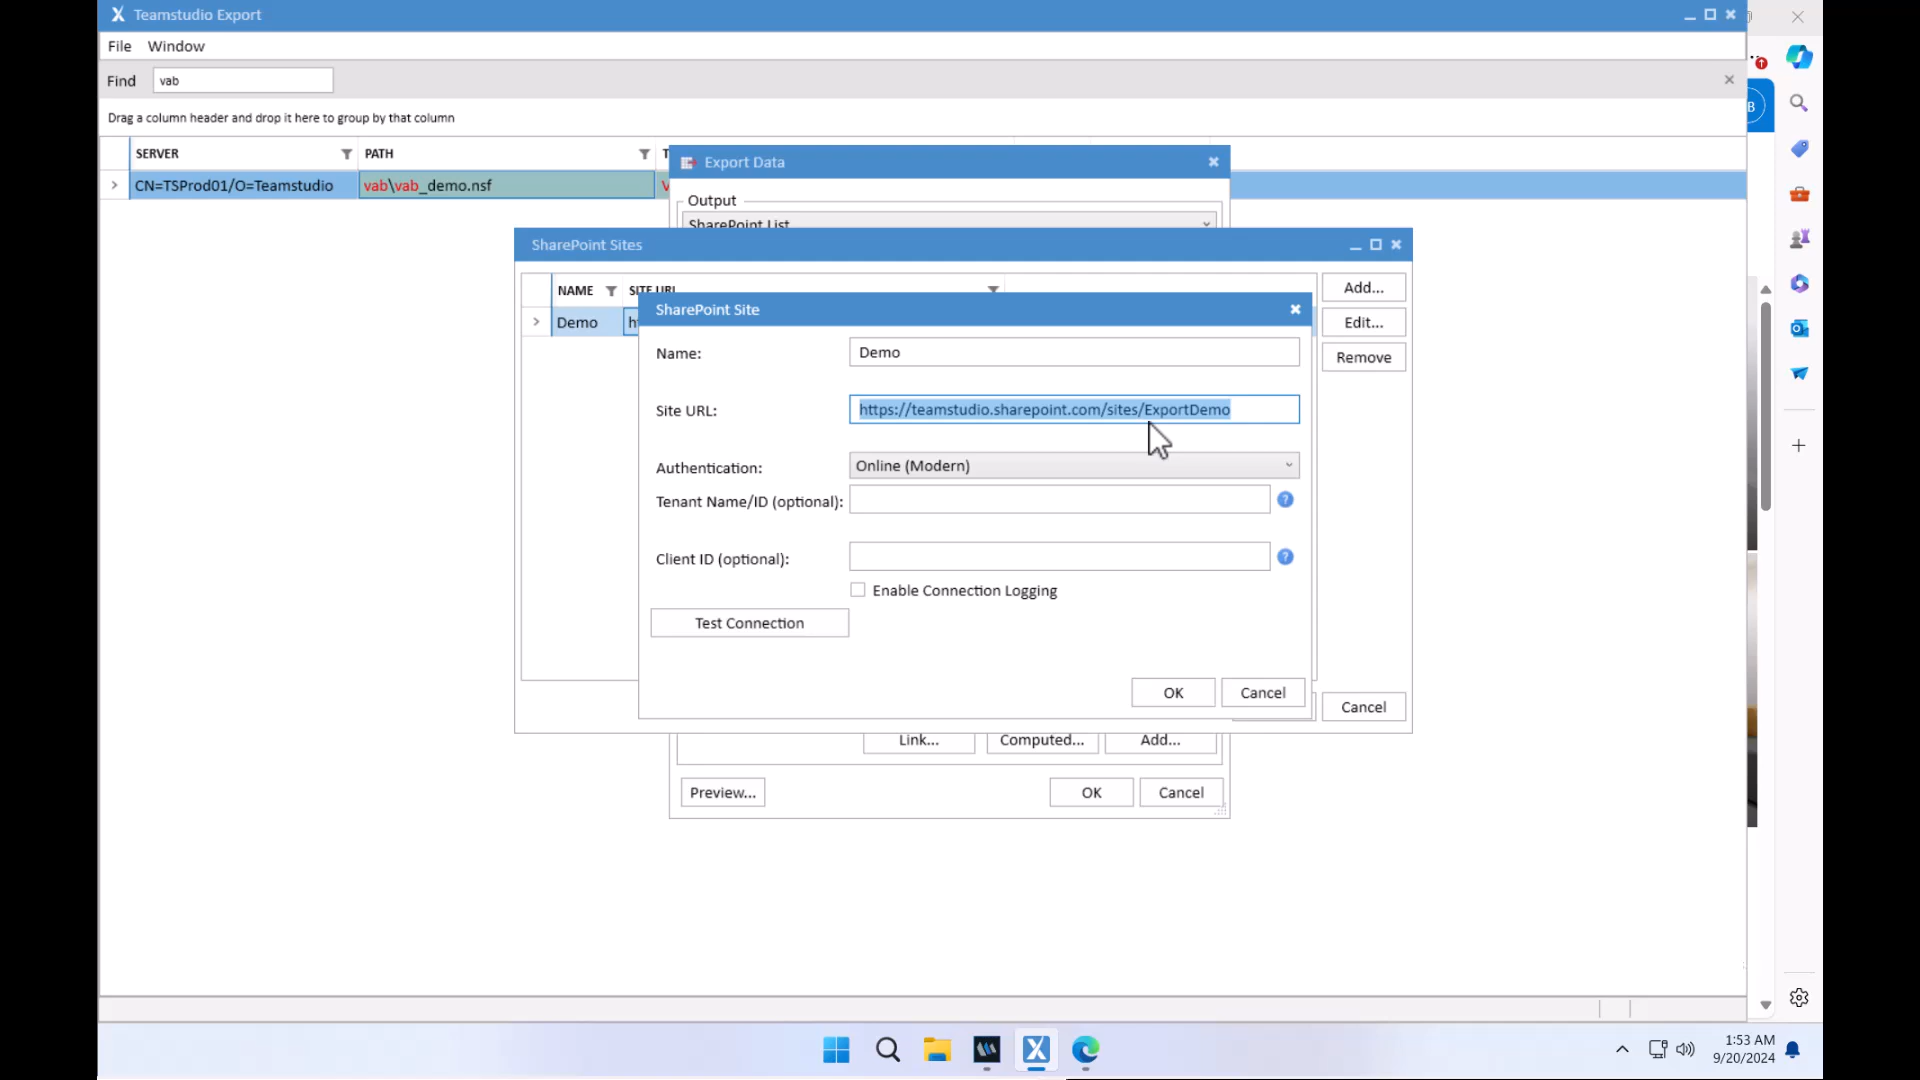 Teamstudio Export
File Window
Find vab
Drag a column header and drop it here to group by that column
SERVER PATH T
CN=TSProd01/O=Teamstudio vab\vab_demo.nsf V
Export Data
Output
SharePoint List
SharePoint Sites
NAME SITE URL
Demo h
Add...
Edit...
Remove
SharePoint Site
Name: Demo
Site URL: https://teamstudio.sharepoint.com/sites/ExportDemo
Authentication: Online (Modern)
Tenant Name/ID (optional):
Client ID (optional):
Enable Connection Logging
Test Connection
OK Cancel
Cancel
Link... Computed... Add...
Preview... OK Cancel
B
1:53 AM
9/20/2024